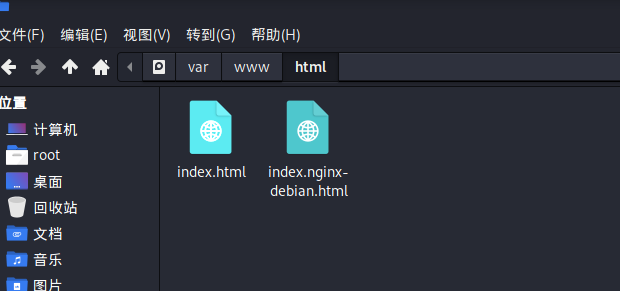 文件(F) 编辑(E) 视图(V) 转到(G) 帮助(H)
var www html
位置
计算机
root
桌面
回收站
文档
音乐
图片
index.html
index.nginx-
debian.html